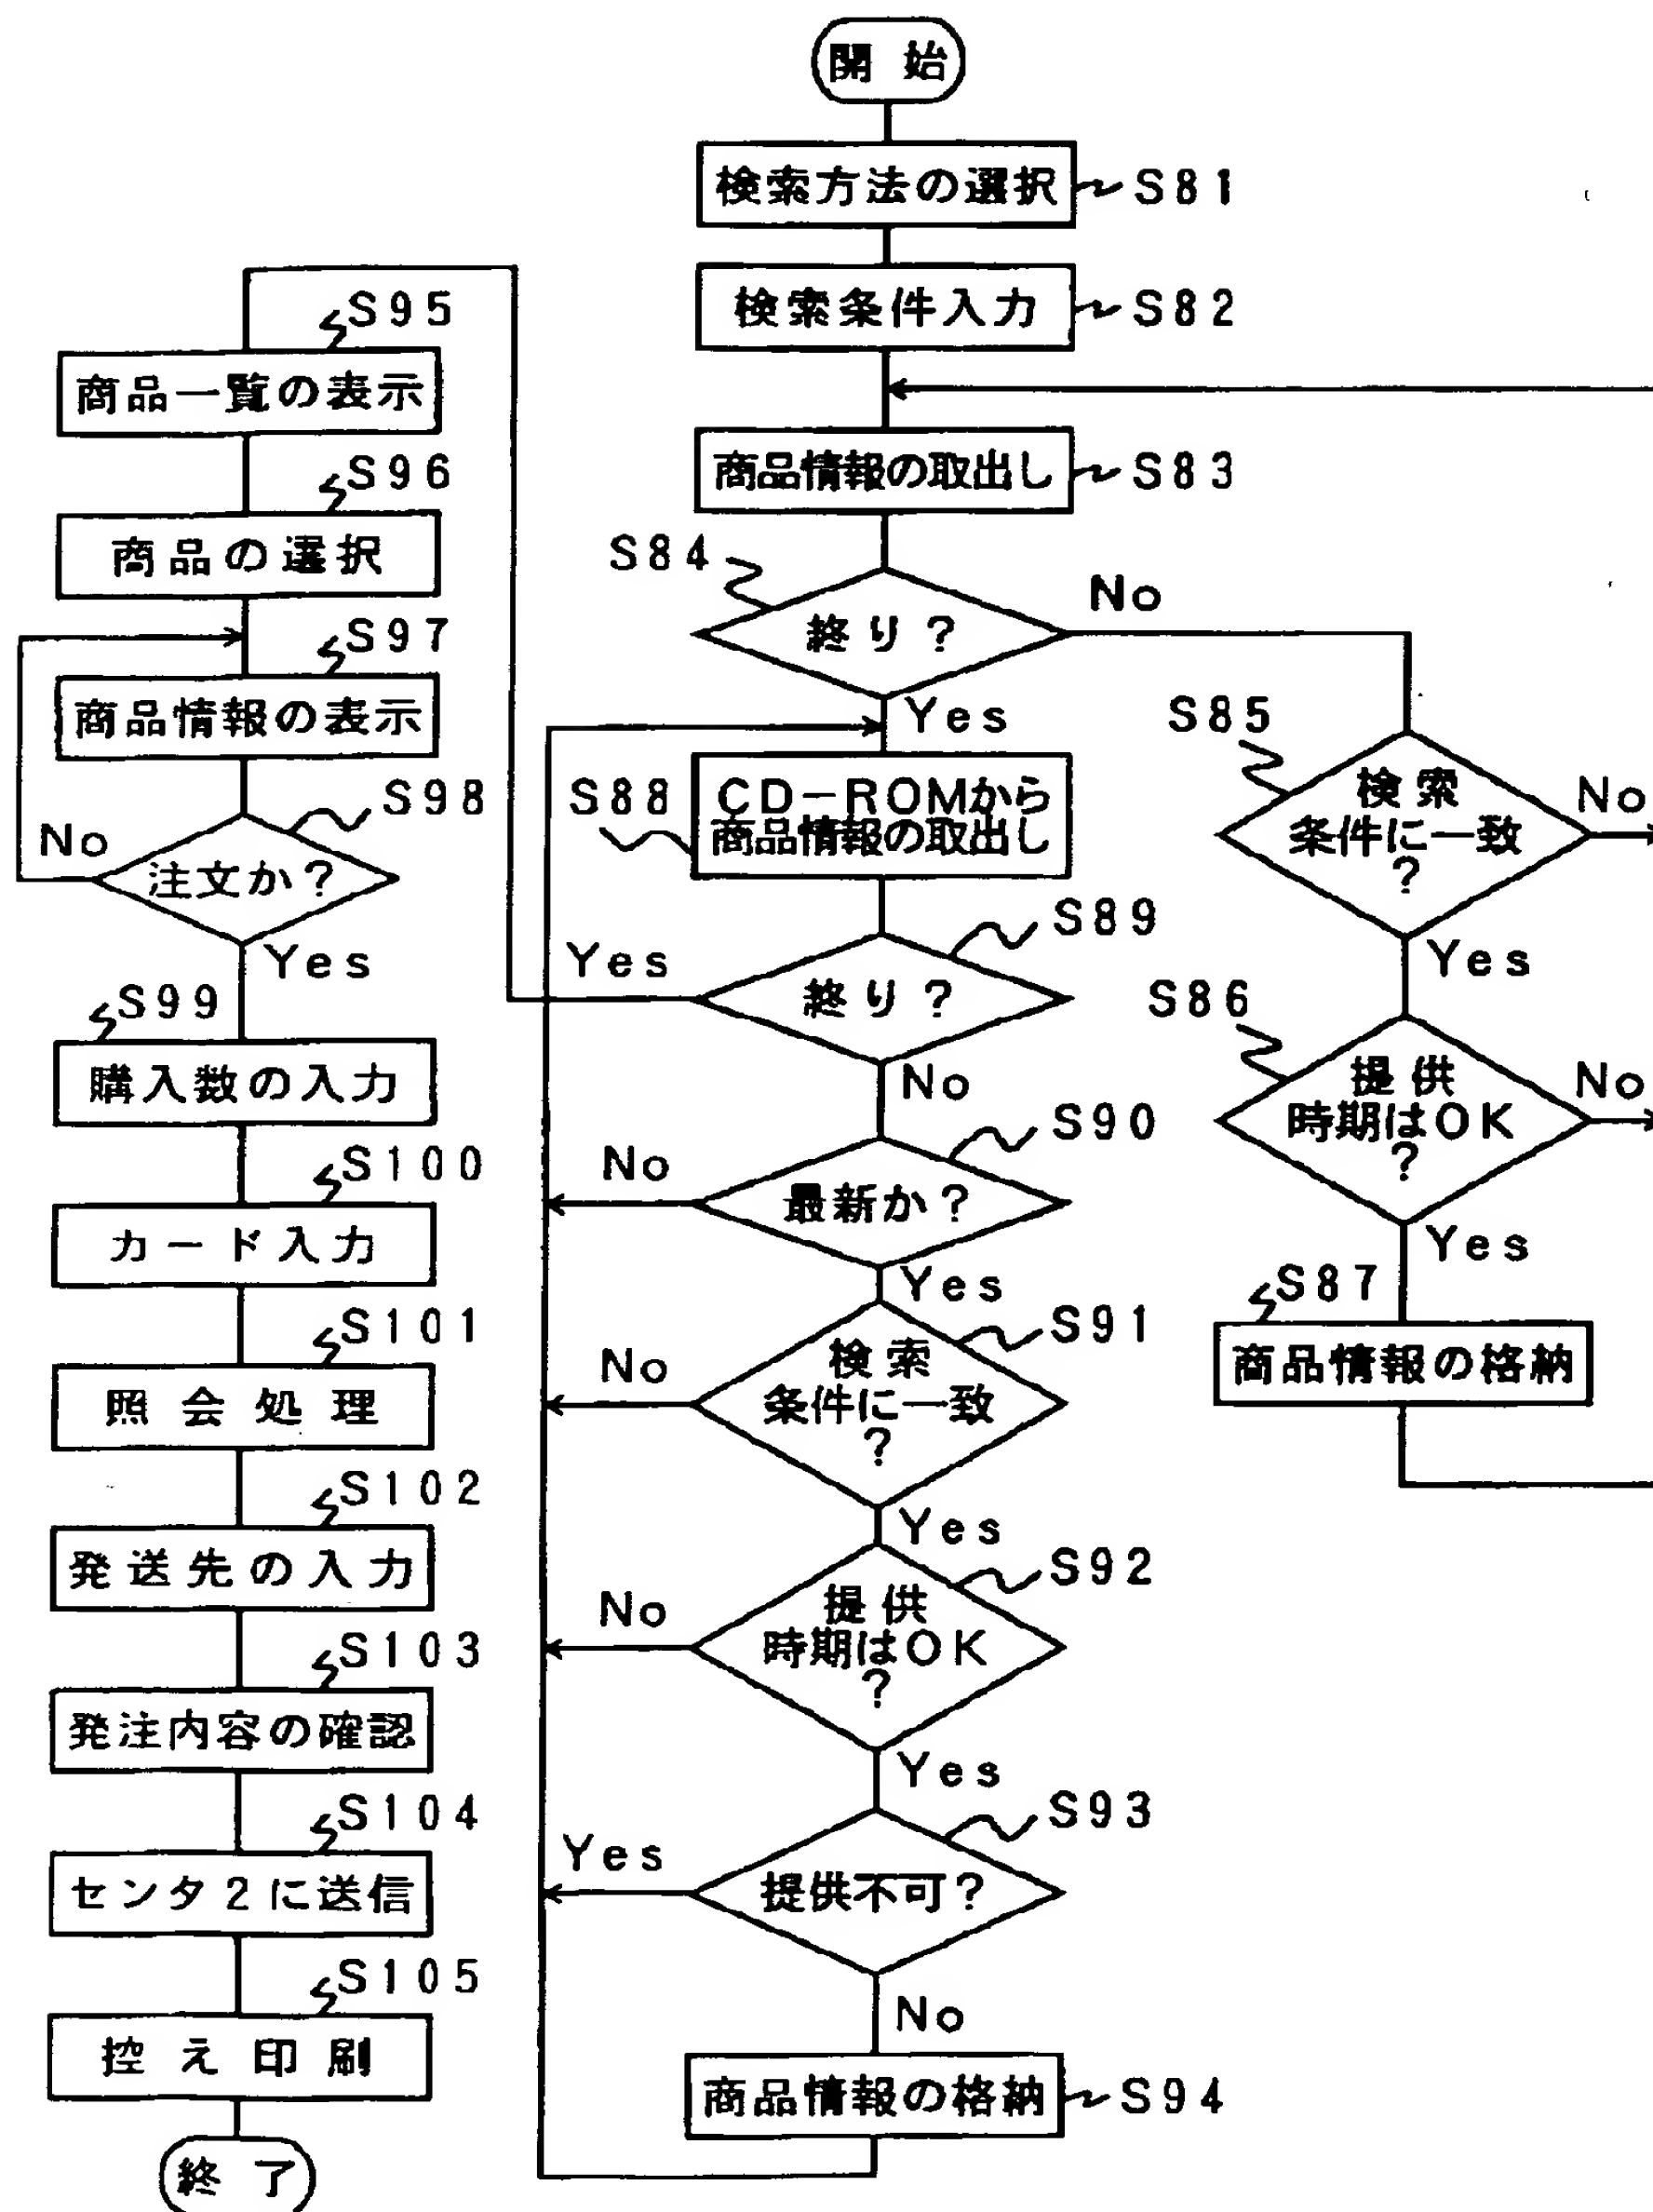 開始
検索方法の選択
S81
検索条件入力
S82
商品情報の取出し
S83
S84
終り?
No
Yes
S85
検索
条件に一致
?
No
Yes
S86
提供
時期はOK
?
No
Yes
S87
商品情報の格納
S88
CD-ROMから
商品情報の取出し
S89
終り?
Yes
No
S90
最新か?
No
Yes
S91
検索
条件に一致
?
No
Yes
S92
提供
時期はOK
?
No
Yes
S93
提供不可?
Yes
No
商品情報の格納
S94
S95
商品一覧の表示
S96
商品の選択
S97
商品情報の表示
S98
注文か?
No
Yes
S99
購入数の入力
S100
カード入力
S101
照会処理
S102
発送先の入力
S103
発注内容の確認
S104
センタ2に送信
S105
控え印刷
終了